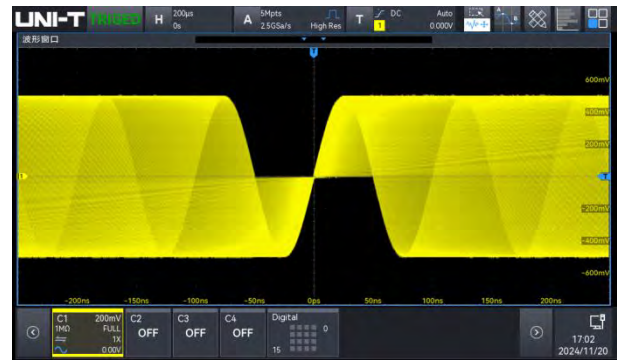 UNI-T TRIGED H 200μs 0s A 5Mpts 2.5GSa/s High Res T 1 DC Auto 0.000V
波形窗口
T
600mV
400mV
200mV
1 T
-200mV
-400mV
-600mV
-200ns -150ns -100ns -50ns 0ps 50ns 100ns 150ns 200ns
C1 200mV C2 C3 C4 Digital
1MΩ FULL OFF OFF OFF 0
1X
0.00V 15
17:02
2024/11/20